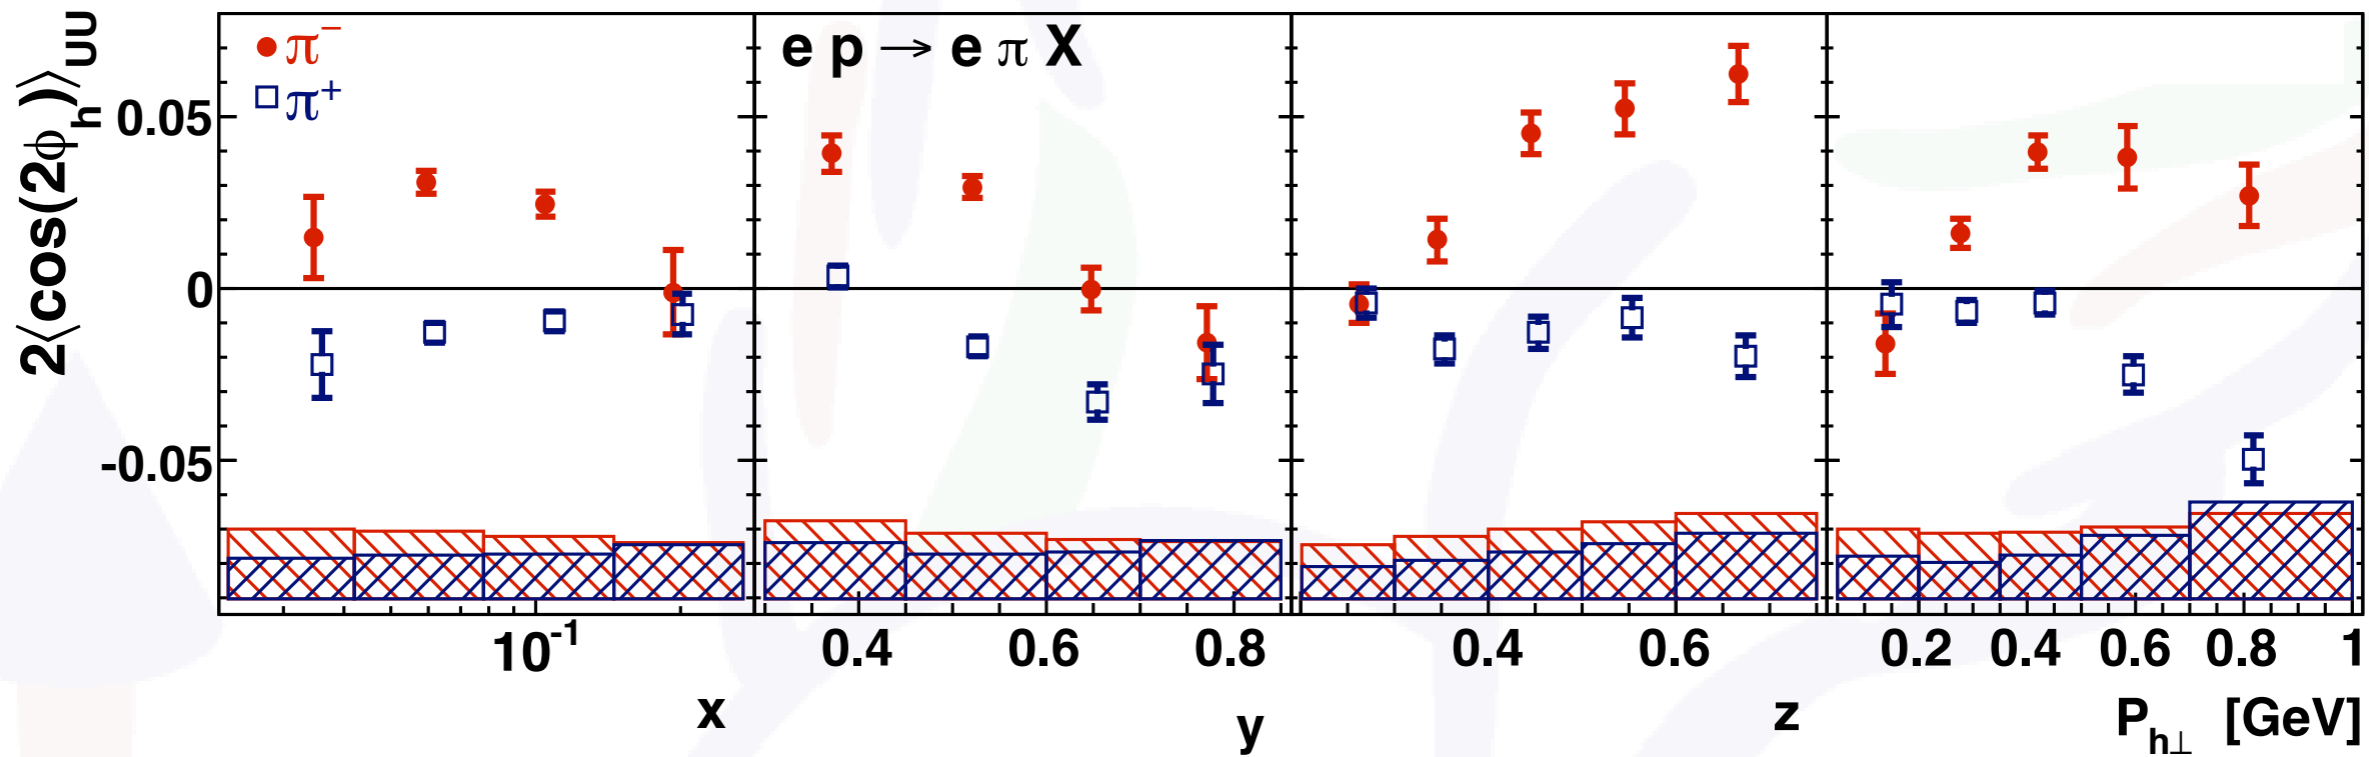 2⟨cos(2ϕh)⟩UU
π−
π+
e p → e π X
0.05
0
-0.05
10-1
0.4 0.6 0.8
0.4 0.6
0.2 0.4 0.6 0.8 1
x
y
z
Ph⊥ [GeV]